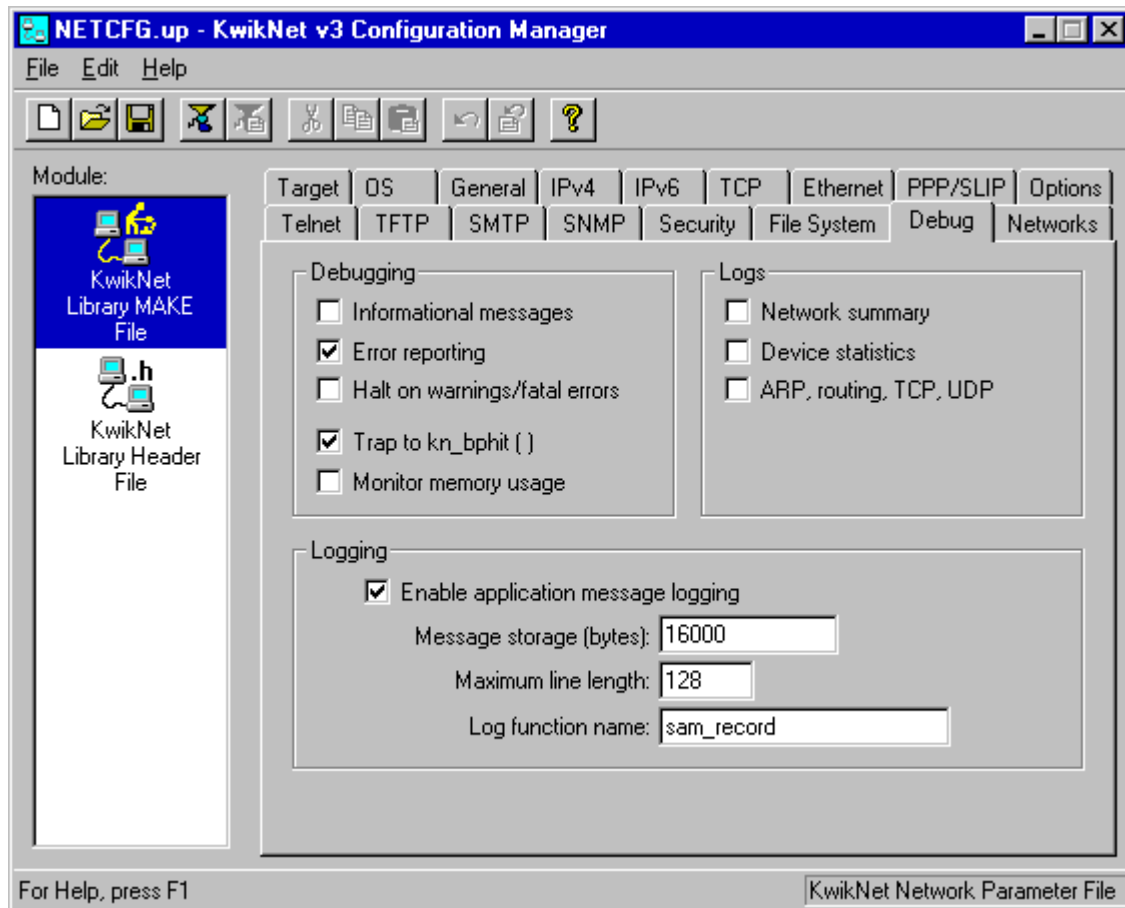 NETCFG.up - KwikNet v3 Configuration Manager
File Edit Help
Module:
KwikNet
Library MAKE
File
.h
KwikNet
Library Header
File
Target OS General IPv4 IPv6 TCP Ethernet PPP/SLIP Options
Telnet TFTP SMTP SNMP Security File System Debug Networks
Debugging
Informational messages
Error reporting
Halt on warnings/fatal errors
Trap to kn_bphit ( )
Monitor memory usage
Logs
Network summary
Device statistics
ARP, routing, TCP, UDP
Logging
Enable application message logging
Message storage (bytes): 16000
Maximum line length: 128
Log function name: sam_record
For Help, press F1
KwikNet Network Parameter File